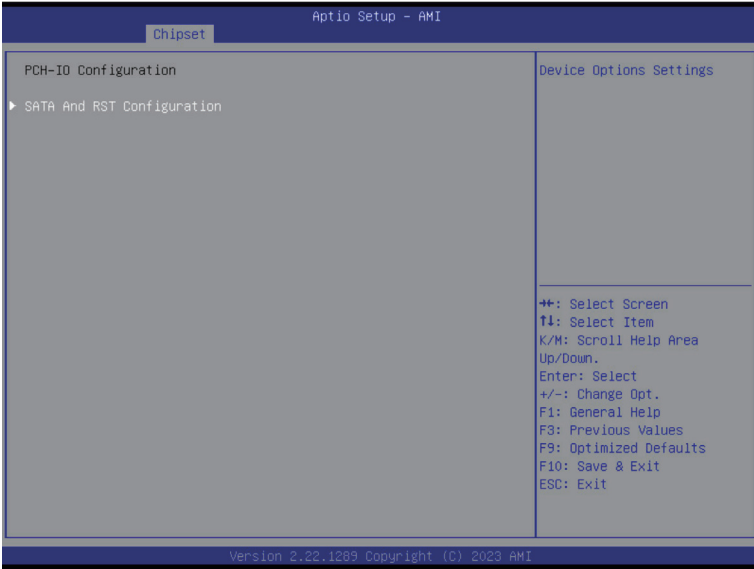 Aptio Setup – AMI
Chipset
PCH-IO Configuration
SATA And RST Configuration
Device Options Settings
→←: Select Screen
↑↓: Select Item
K/M: Scroll Help Area
Up/Down.
Enter: Select
+/-: Change Opt.
F1: General Help
F3: Previous Values
F9: Optimized Defaults
F10: Save & Exit
ESC: Exit
Version 2.22.1289 Copyright (C) 2023 AMI